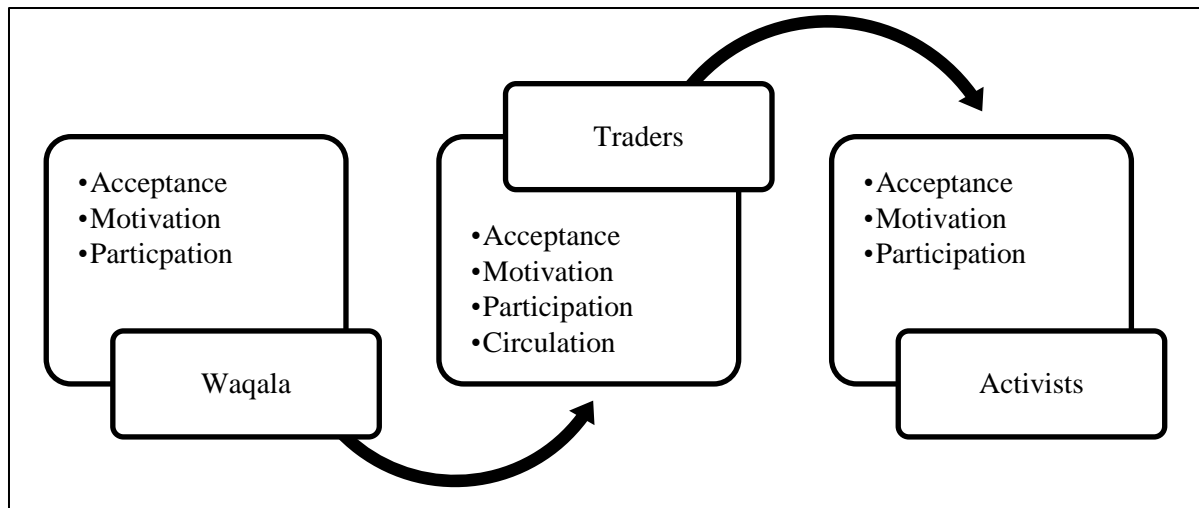 •Acceptance
•Motivation
•Particpation
Waqala
Traders
•Acceptance
•Motivation
•Participation
•Circulation
•Acceptance
•Motivation
•Participation
Activists